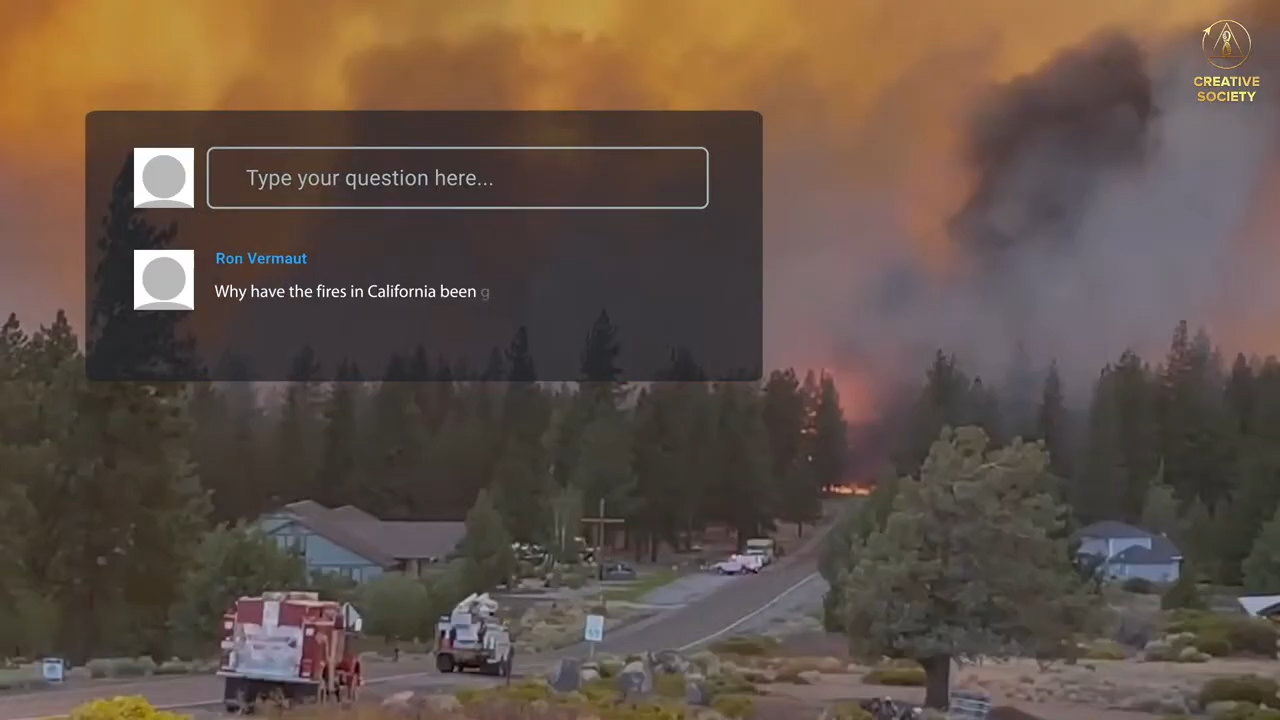 CREATIVE
SOCIETY
Type your question here...
Ron Vermaut
Why have the fires in California been g